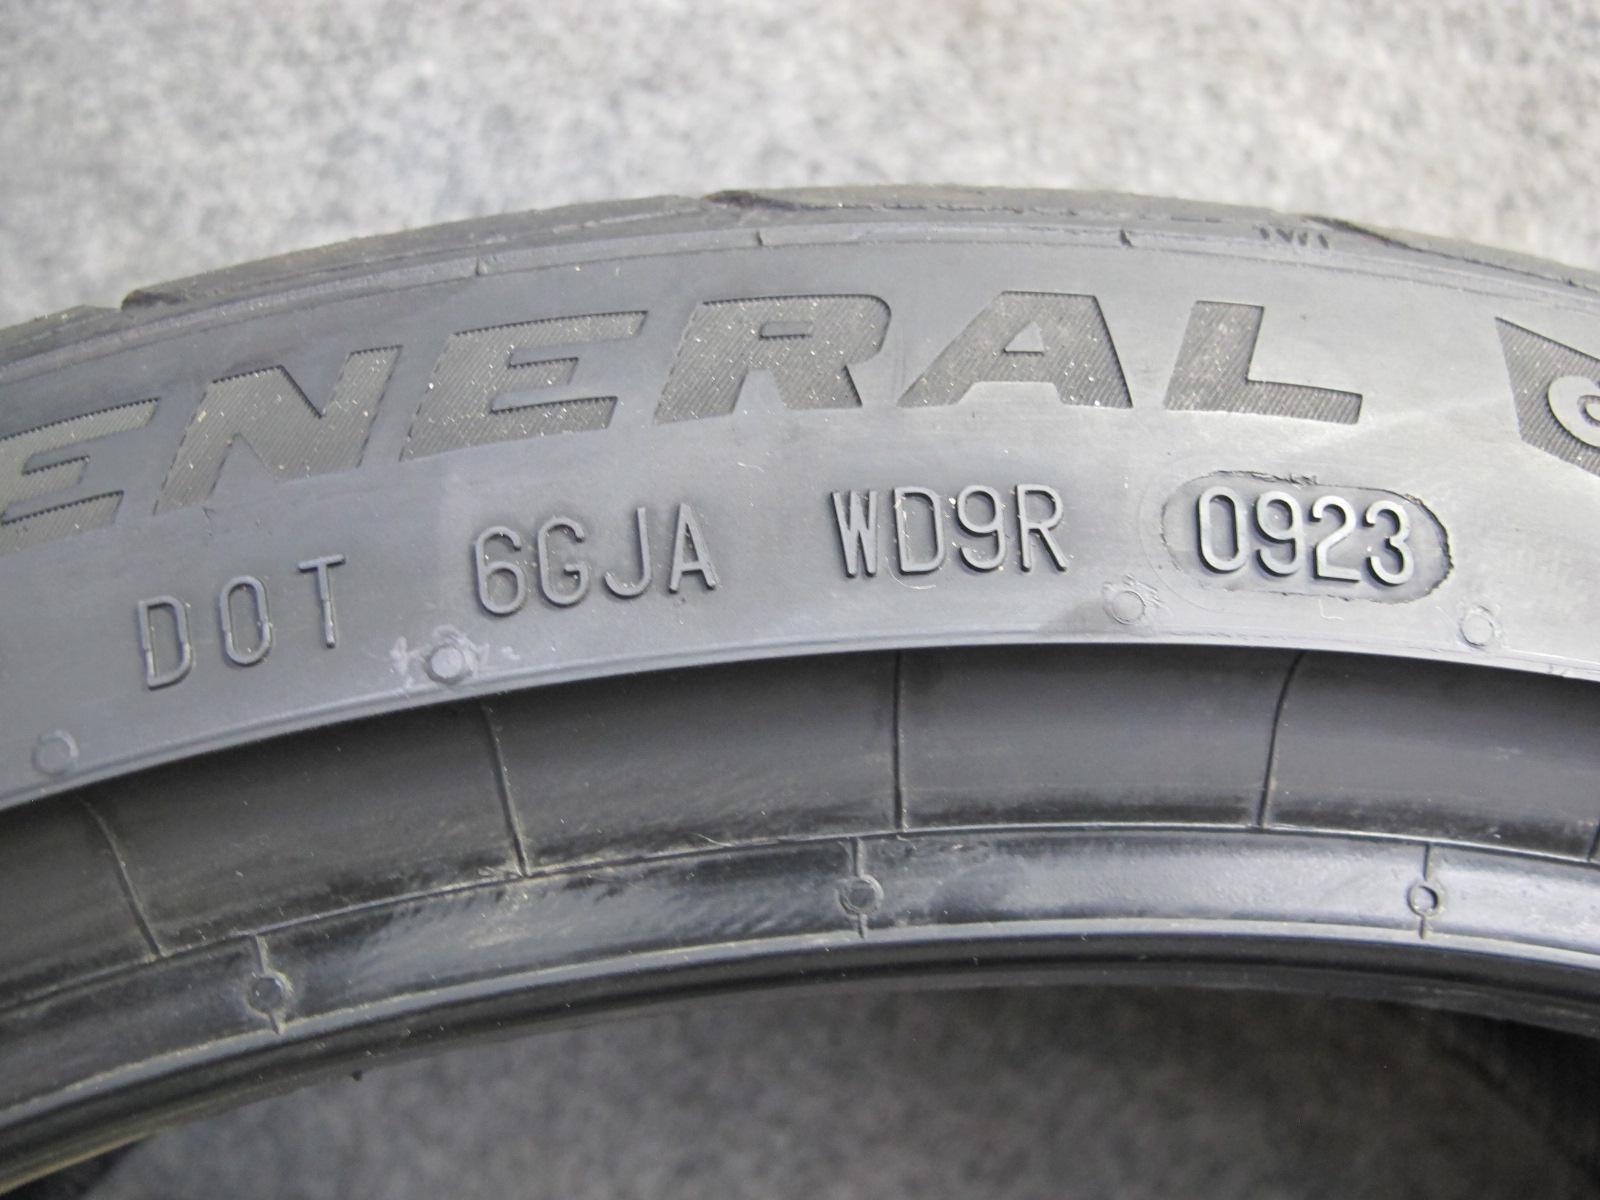 ENERAL
DOT 6GJA WD9R 0923